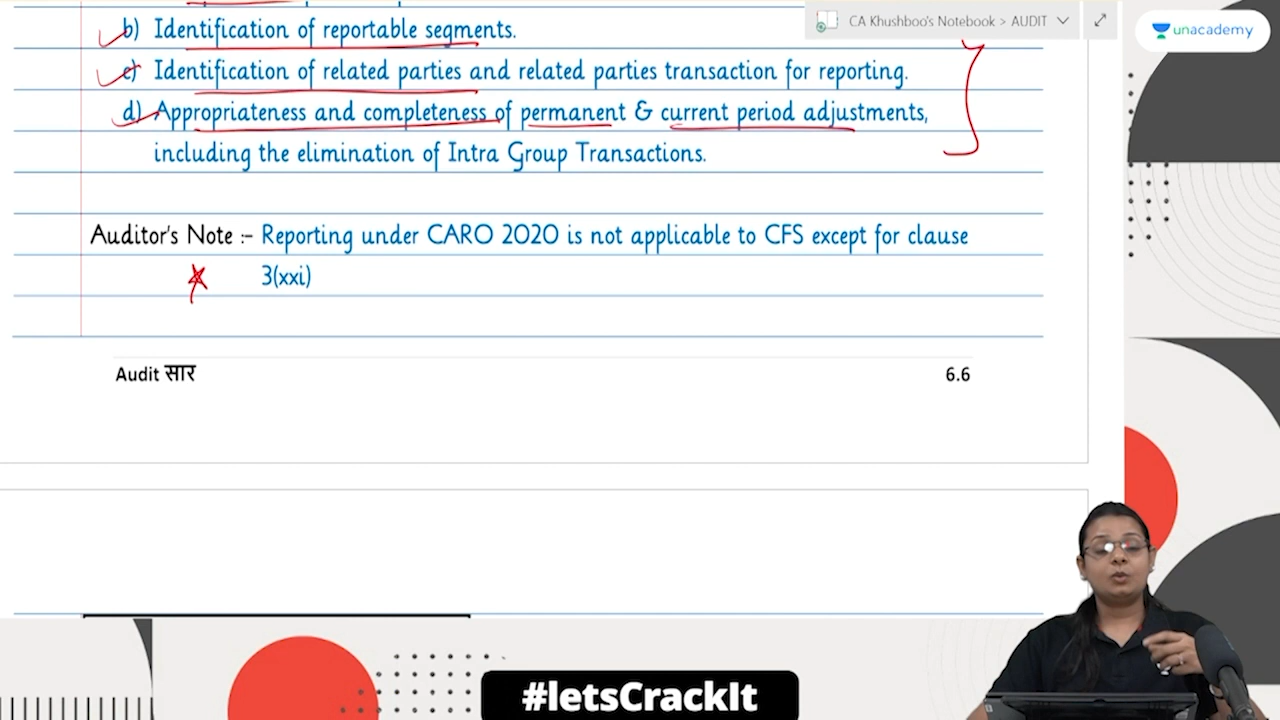 CA Khushboo's Notebook > AUDIT
unacademy
b) Identification of reportable segments.
c) Identification of related parties and related parties transaction for reporting.
d) Appropriateness and completeness of permanent & current period adjustments,
including the elimination of Intra Group Transactions.
Auditor's Note :- Reporting under CARO 2020 is not applicable to CFS except for clause
3(xxi)
Audit सार
6.6
#letsCrackIt